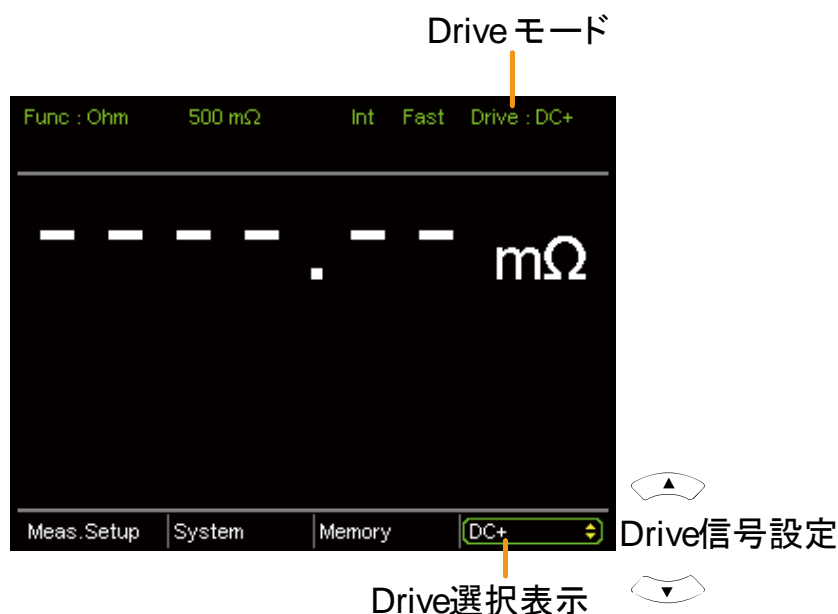 Drive モード
Func : Ohm 500 mΩ Int Fast Drive : DC+
– – – – . – – mΩ
Meas.Setup System Memory DC+
Drive信号設定
Drive選択表示